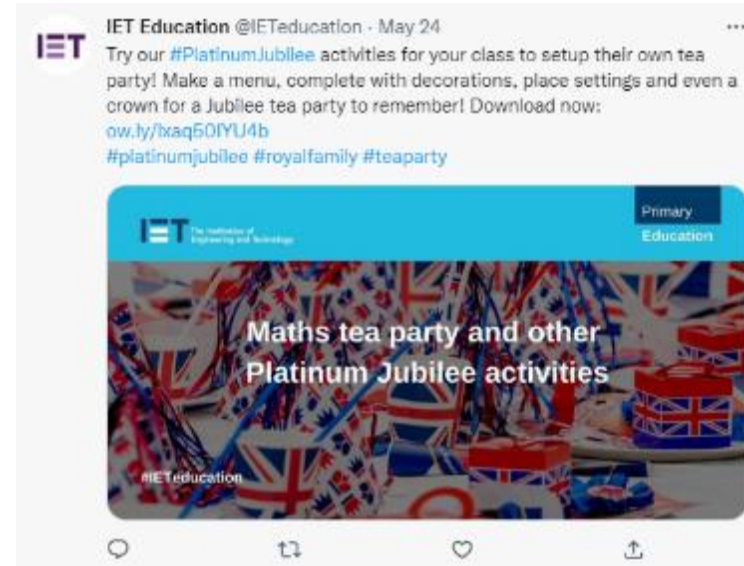 IET Education @IETeducation · May 24
IET
Try our #PlatinumJubilee activities for your class to setup their own tea
party! Make a menu, complete with decorations, place settings and even a
crown for a Jubilee tea party to remember! Download now:
ow.ly/Ixaq50IYU4b
#platinumjubilee #royalfamily #teaparty
IET The Institution of
Engineering and Technology
Primary
Education
Maths tea party and other
Platinum Jubilee activities
#IETeducation